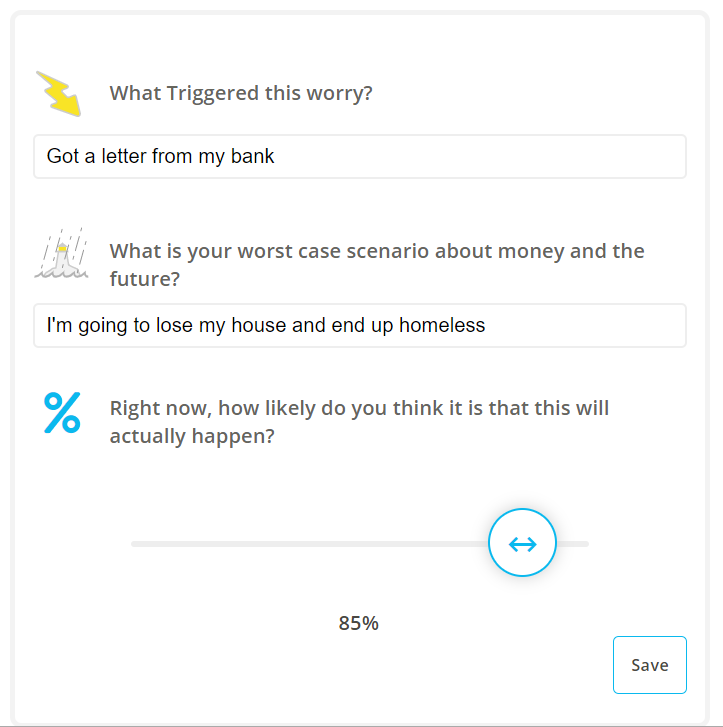 What Triggered this worry?
Got a letter from my bank
What is your worst case scenario about money and the
future?
I'm going to lose my house and end up homeless
%
Right now, how likely do you think it is that this will
actually happen?
85%
Save